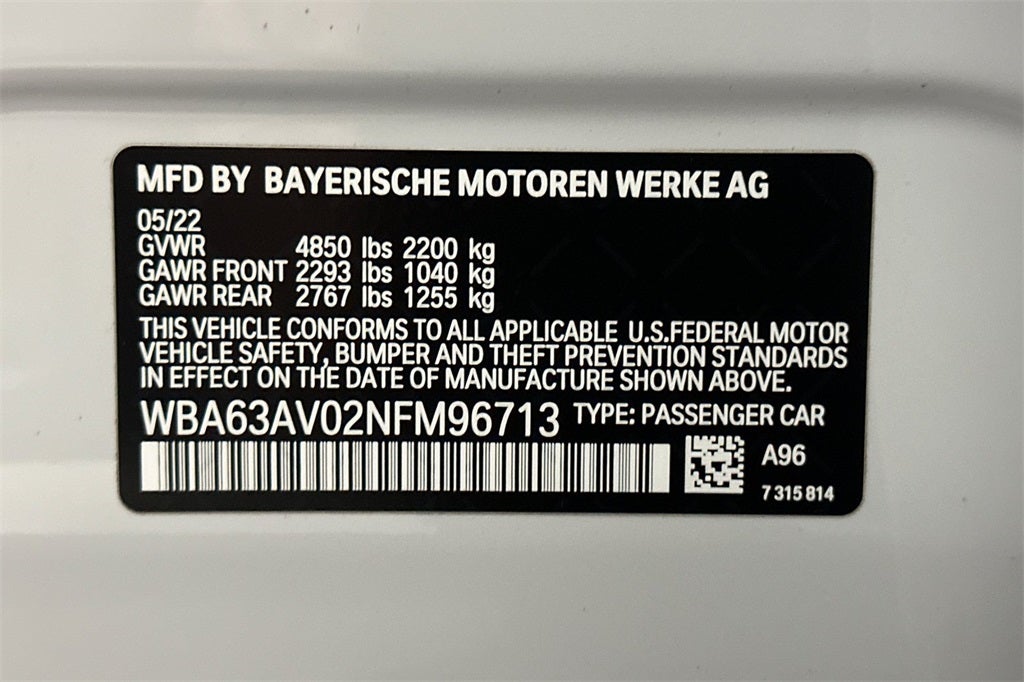 MFD BY BAYERISCHE MOTOREN WERKE AG
05/22
GVWR 4850 lbs 2200 kg
GAWR FRONT 2293 lbs 1040 kg
GAWR REAR 2767 lbs 1255 kg
THIS VEHICLE CONFORMS TO ALL APPLICABLE U.S.FEDERAL MOTOR
VEHICLE SAFETY, BUMPER AND THEFT PREVENTION STANDARDS
IN EFFECT ON THE DATE OF MANUFACTURE SHOWN ABOVE.
WBA63AV02NFM96713 TYPE: PASSENGER CAR
A96
7 315 814